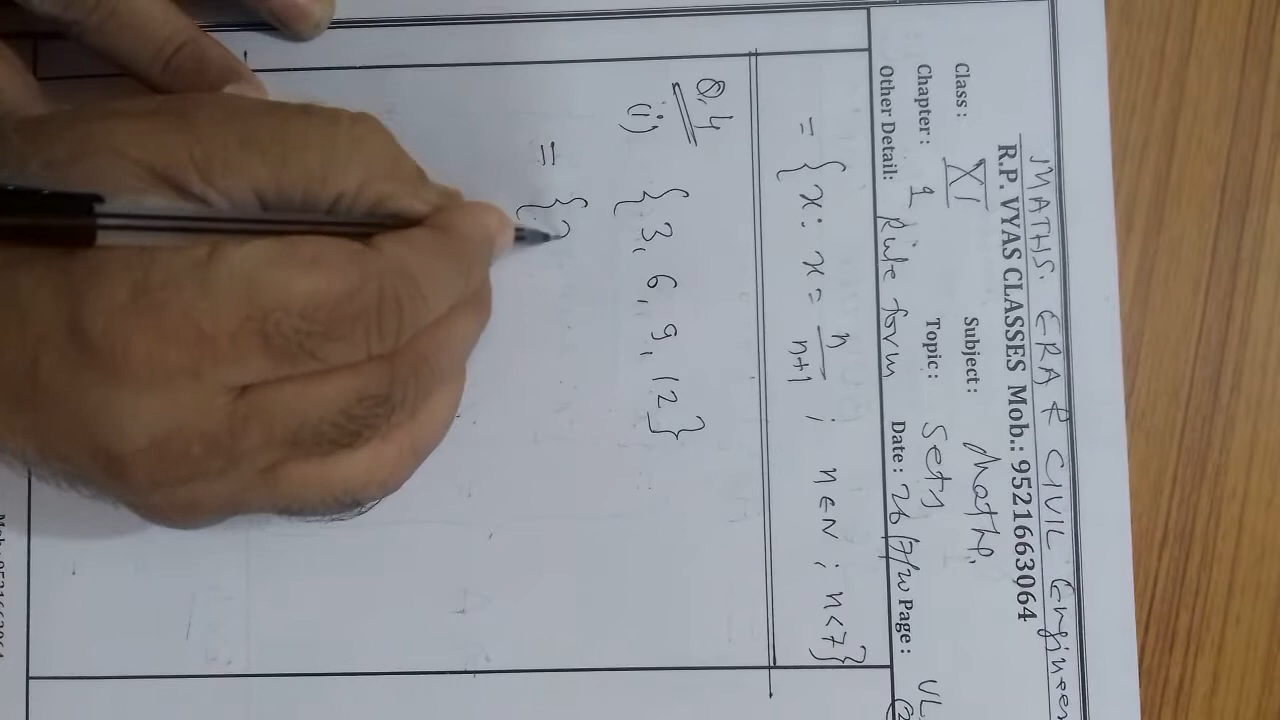 MATHS. ERA & CIVIL Engineer
R.P. VYAS CLASSES Mob.: 9521663064
Class: XI Subject: Maths.
Chapter: 1 Topic: Sets
Other Detail: Rule form Date: 26/7/20 Page:
= { x: x = n/n+1 ; n∈N ; n<7}
Q.4
(i) { 3, 6, 9, 12}
= {